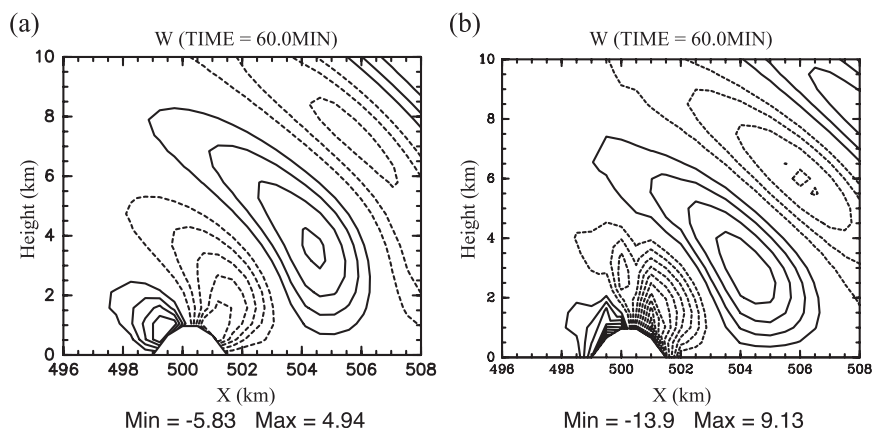 (a)
W (TIME = 60.0MIN)
Height (km)
10
8
6
4
2
0
496 498 500 502 504 506 508
X (km)
Min = -5.83 Max = 4.94
(b)
W (TIME = 60.0MIN)
Height (km)
10
8
6
4
2
0
496 498 500 502 504 506 508
X (km)
Min = -13.9 Max = 9.13